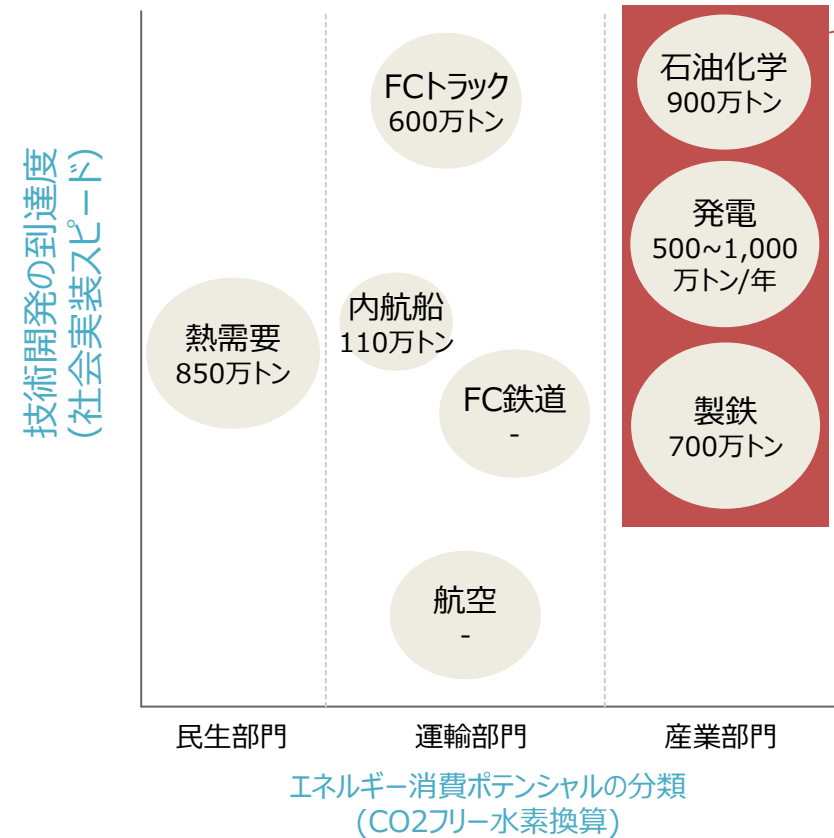 技術開発の到達度
(社会実装スピード)
FCトラック
600万トン
石油化学
900万トン
発電
500~1,000
万トン/年
内航船
110万トン
熱需要
850万トン
FC鉄道
-
製鉄
700万トン
航空
-
民生部門
運輸部門
産業部門
エネルギー消費ポテンシャルの分類
(CO2フリー水素換算)